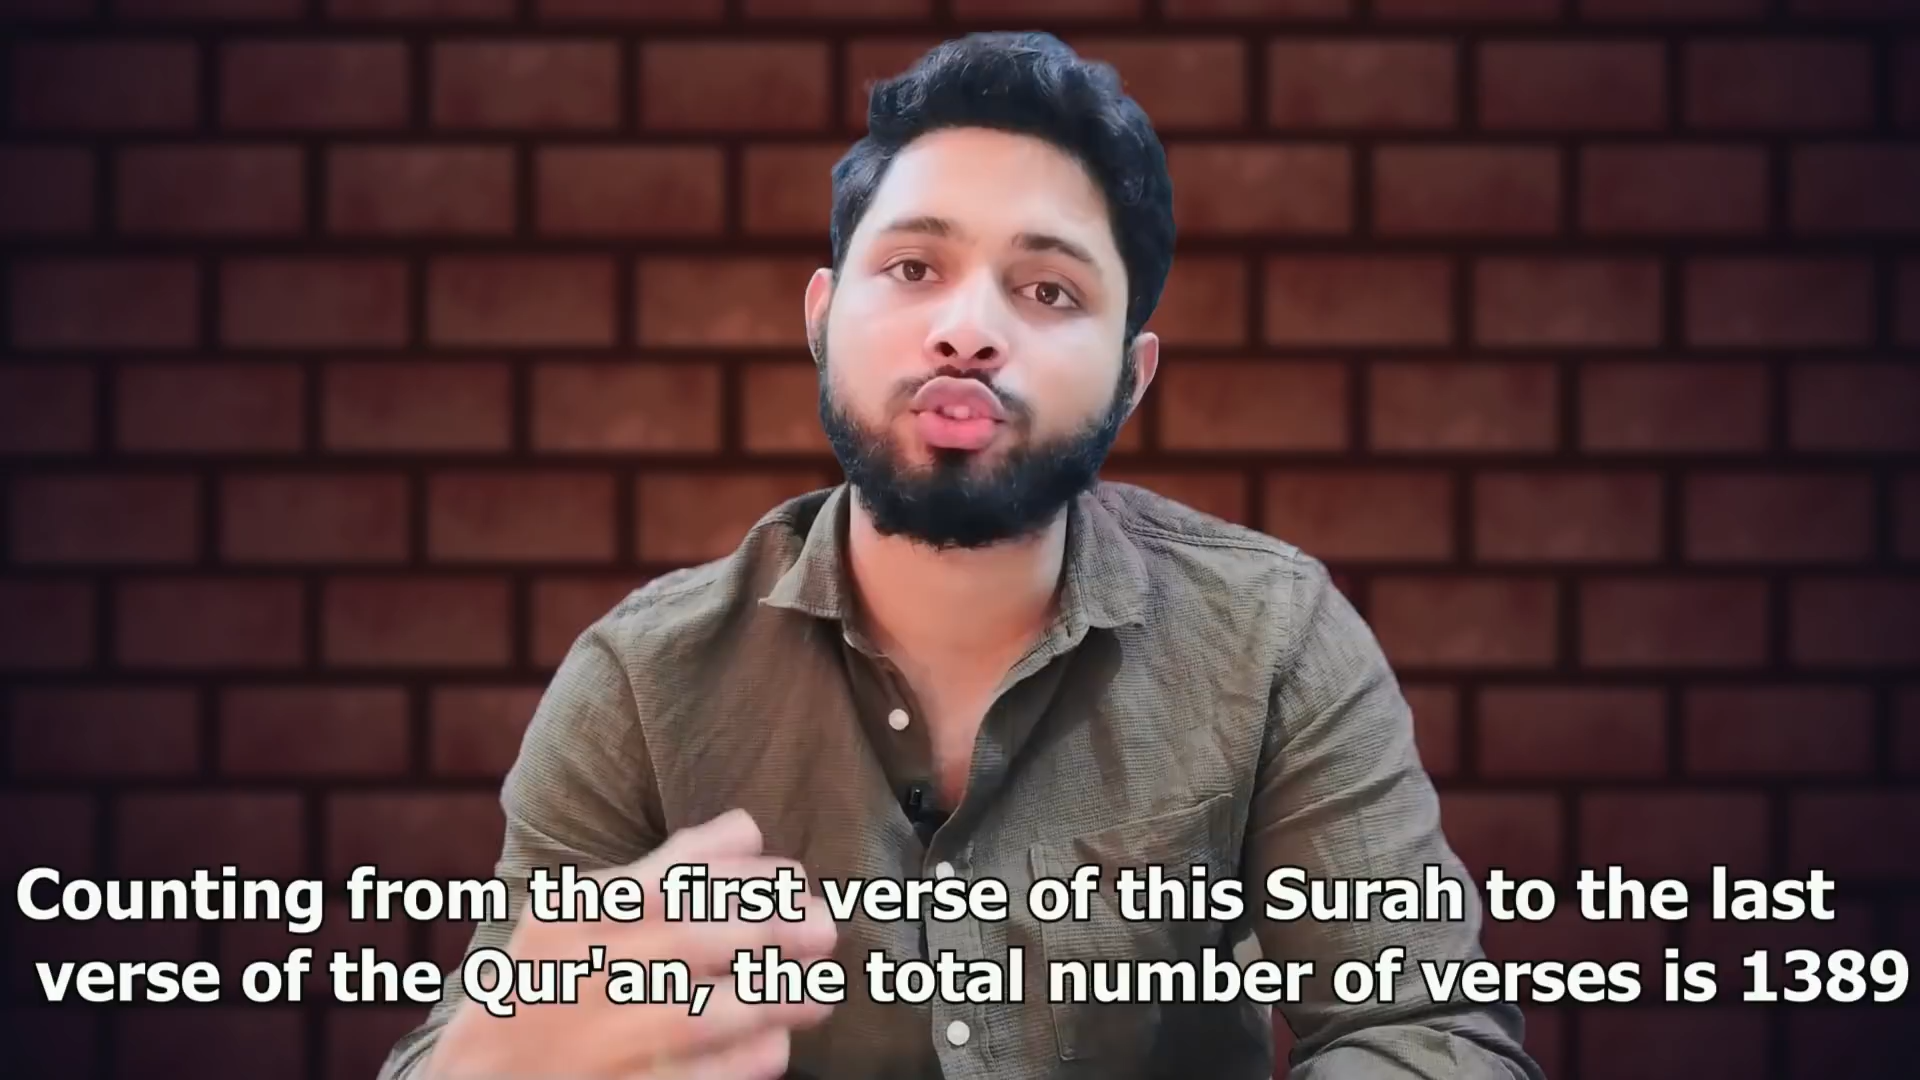 Counting from the first verse of this Surah to the last
verse of the Qur'an, the total number of verses is 1389